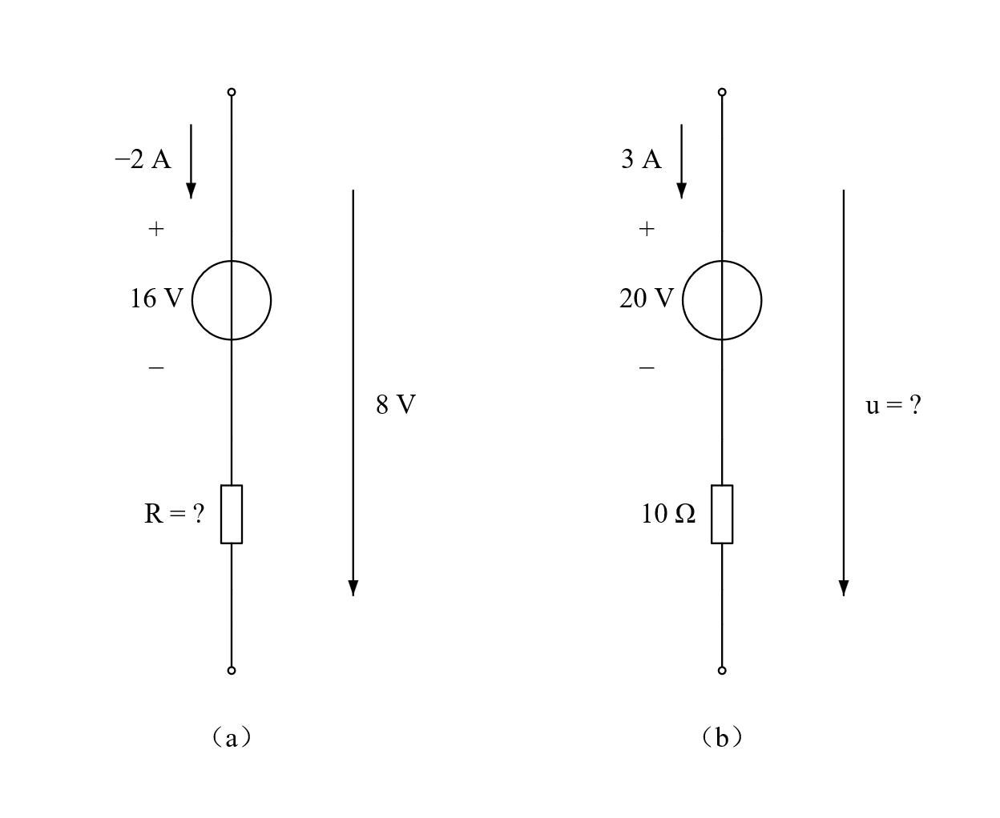 −2 A
+
16 V
−
8 V
R = ?
（a）
3 A
+
20 V
−
u = ?
10 Ω
（b）